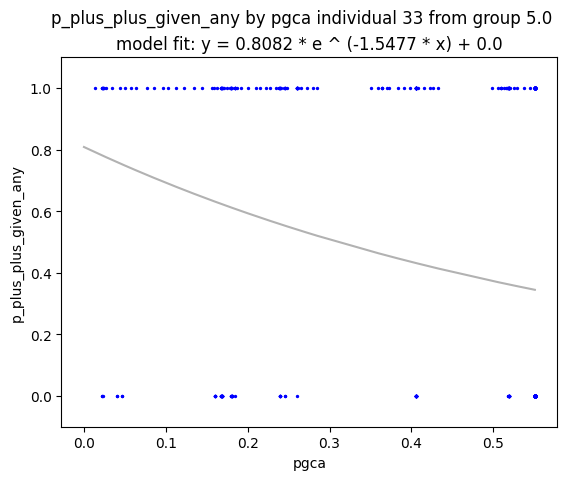 p_plus_plus_given_any by pgca individual 33 from group 5.0
model fit: y = 0.8082 * e ^ (-1.5477 * x) + 0.0
1.0
0.8
0.6
0.4
0.2
0.0
p_plus_plus_given_any
0.0 0.1 0.2 0.3 0.4 0.5
pgca